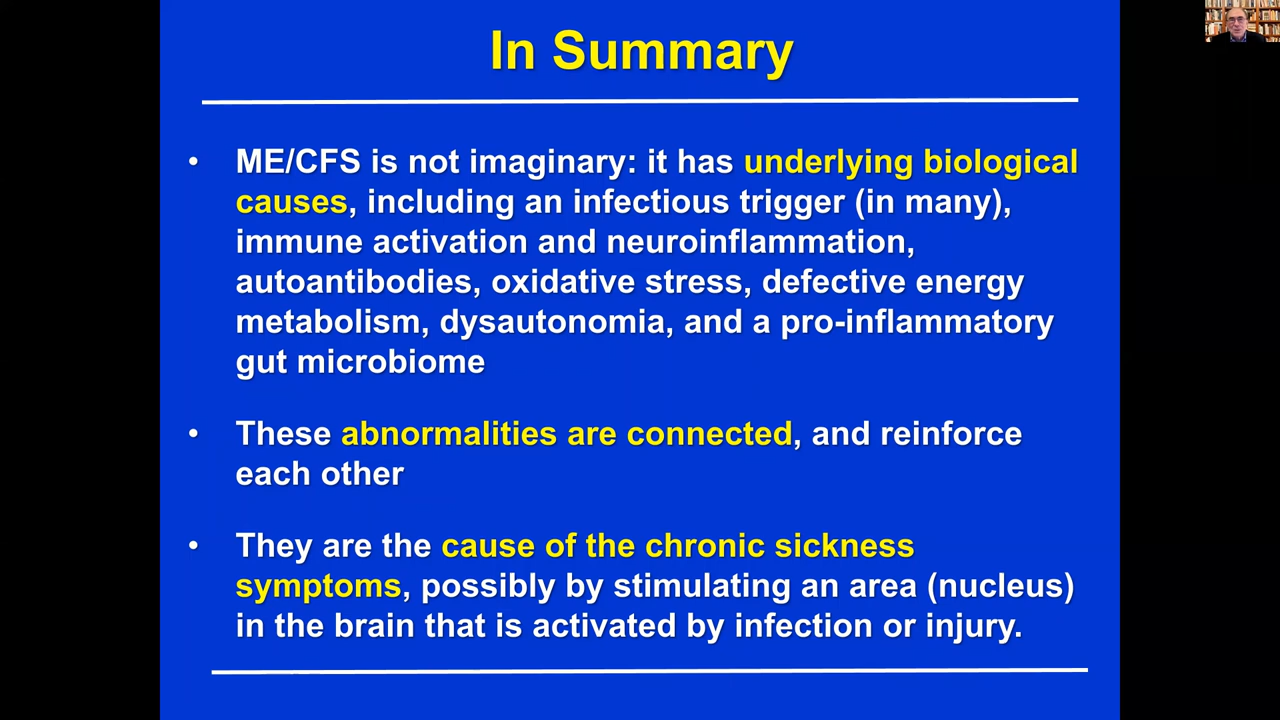 In Summary
• ME/CFS is not imaginary: it has underlying biological
causes, including an infectious trigger (in many),
immune activation and neuroinflammation,
autoantibodies, oxidative stress, defective energy
metabolism, dysautonomia, and a pro-inflammatory
gut microbiome
• These abnormalities are connected, and reinforce
each other
• They are the cause of the chronic sickness
symptoms, possibly by stimulating an area (nucleus)
in the brain that is activated by infection or injury.